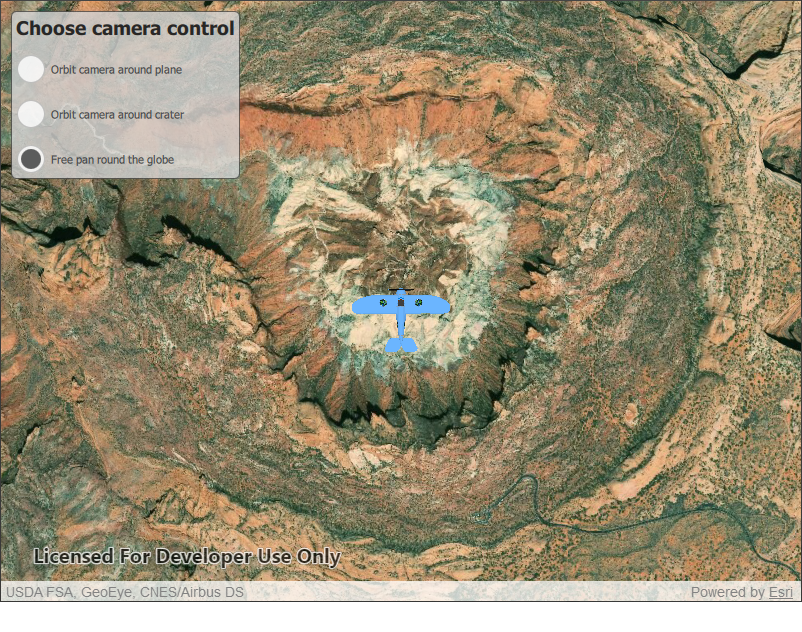 Choose camera control
Orbit camera around plane
Orbit camera around crater
Free pan round the globe
Licensed For Developer Use Only
USDA FSA, GeoEye, CNES/Airbus DS
Powered by Esri